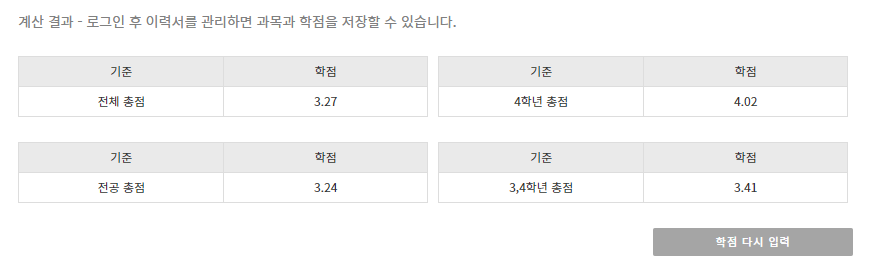 계산 결과 - 로그인 후 이력서를 관리하면 과목과 학점을 저장할 수 있습니다.
기준 학점 기준 학점
전체 총점 3.27 4학년 총점 4.02
기준 학점 기준 학점
전공 총점 3.24 3,4학년 총점 3.41
학점 다시 입력